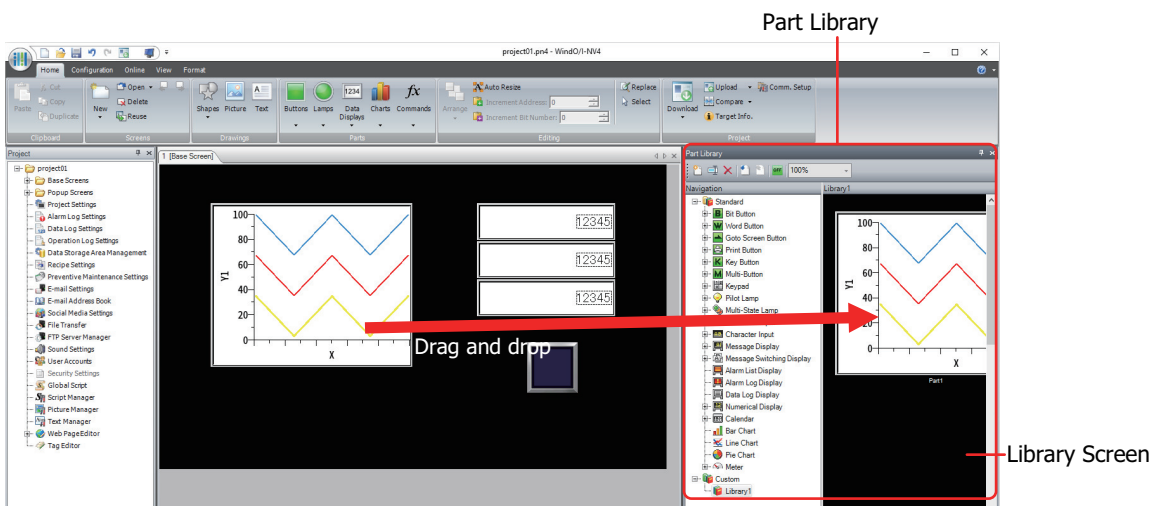 Part Library
project01.pn4 - WindO/I-NV4
Home Configuration Online View Format
Paste Cut Copy Duplicate
Clipboard
New Open Delete Reuse
Screens
Shapes Picture Text
Drawings
Buttons Lamps 1234 Data Displays Charts fx Commands
Parts
Arrange Auto Resize
Increment Address: 0
Increment Bit Number: 0
Replace
Select
Editing
Download Upload Compare Target Info. Comm. Setup
Project
Project
project01
Base Screens
Popup Screens
Project Settings
Alarm Log Settings
Data Log Settings
Operation Log Settings
Data Storage Area Management
Recipe Settings
Preventive Maintenance Settings
E-mail Settings
E-mail Address Book
Social Media Settings
File Transfer
FTP Server Manager
Sound Settings
User Accounts
Security Settings
Global Script
Script Manager
Picture Manager
Text Manager
Web PageEditor
Tag Editor
1 [Base Screen]
100
80
60
40
20
0
Y1
X
12345
12345
12345
Drag and drop
Part Library
OFF 100%
Navigation
Standard
Bit Button
Word Button
Goto Screen Button
Print Button
Key Button
Multi-Button
Keypad
Pilot Lamp
Multi-State Lamp
Character Input
Message Display
Message Switching Display
Alarm List Display
Alarm Log Display
Data Log Display
Numerical Display
Calendar
Bar Chart
Line Chart
Pie Chart
Meter
Custom
Library1
Library1
100
80
60
40
20
0
Y1
X
Part1
Library Screen